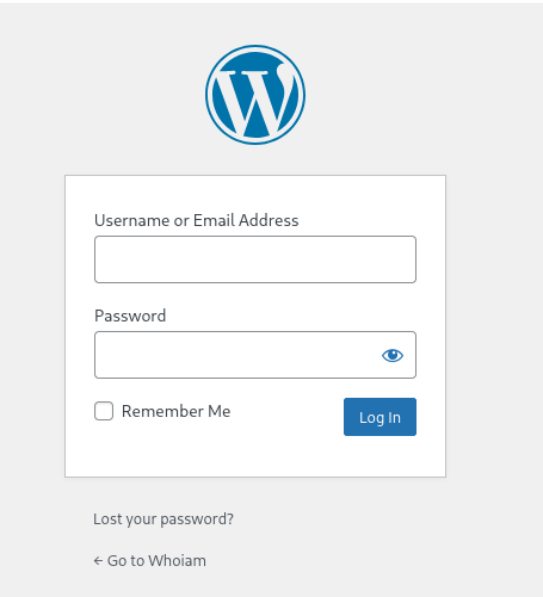 Username or Email Address
Password
Remember Me
Log In
Lost your password?
← Go to Whoiam